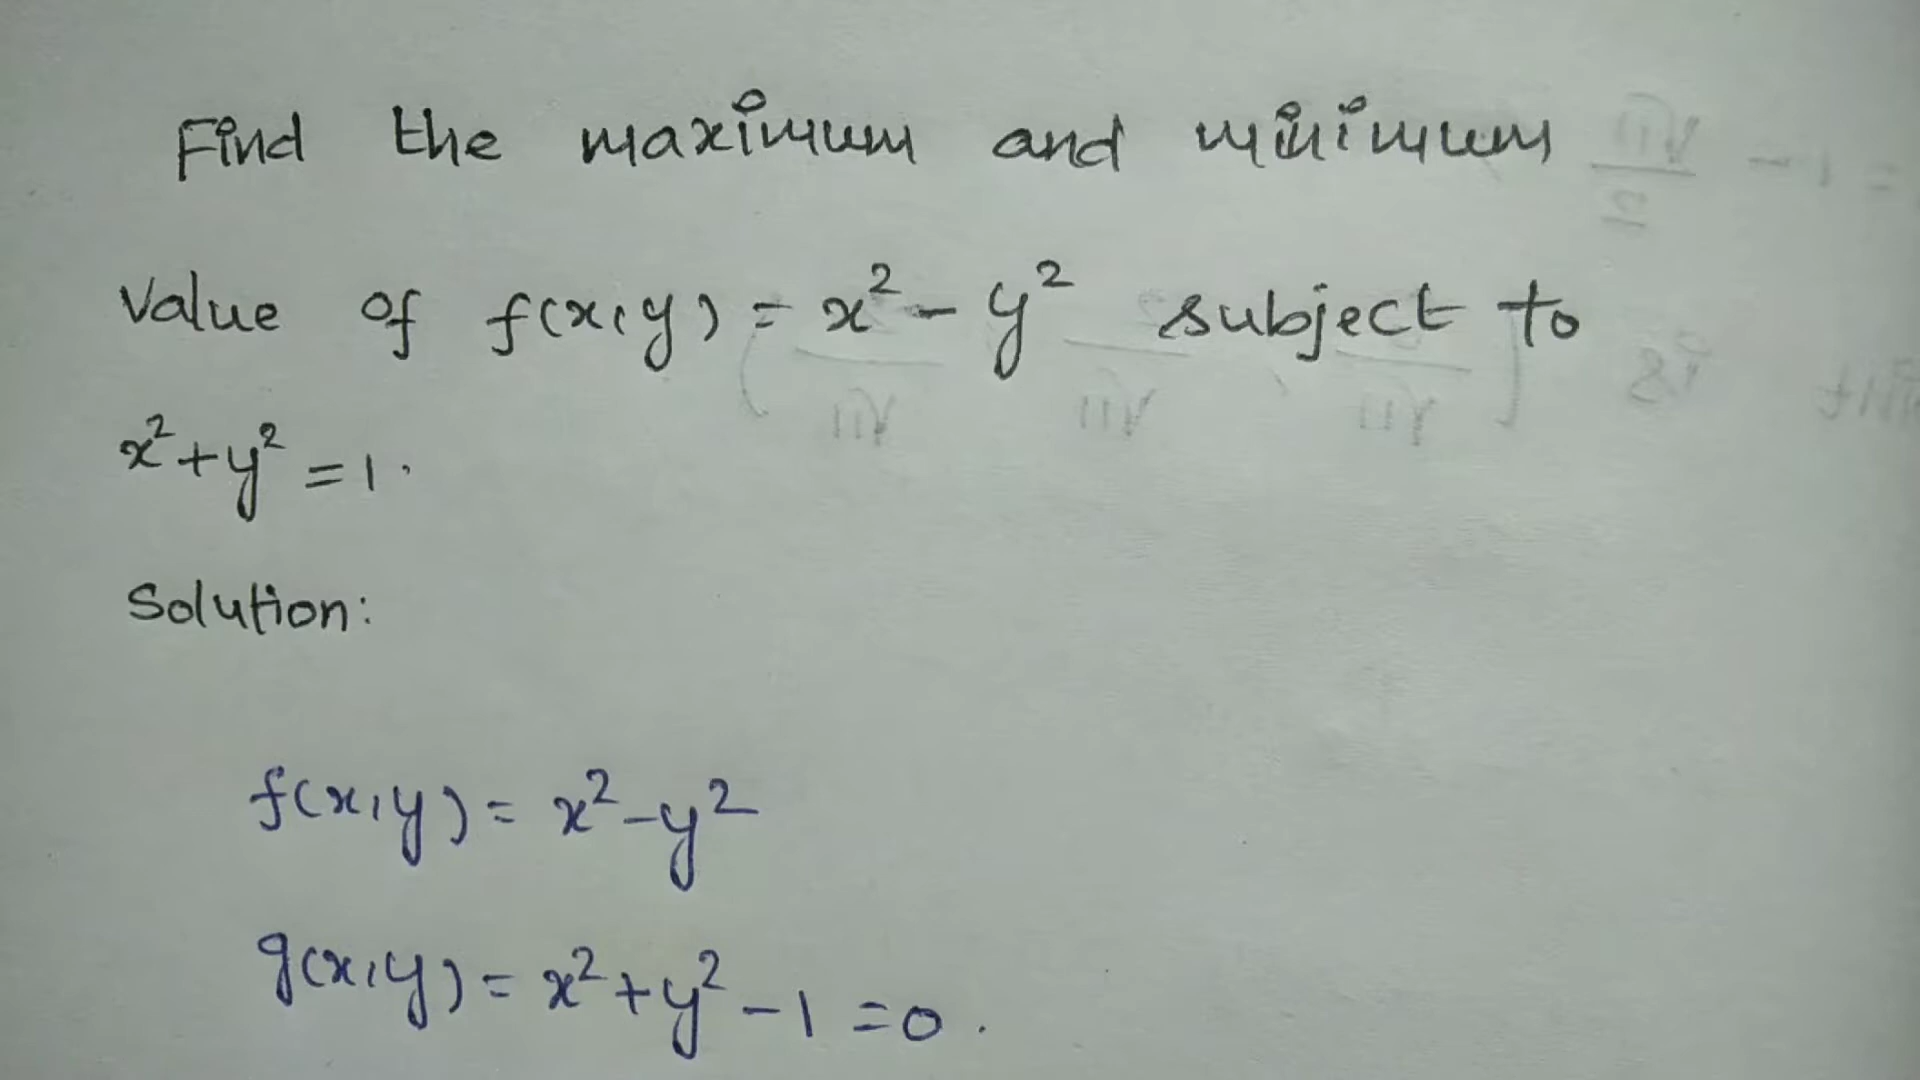 Find the maximum and minimum
value of f(x,y) = x² - y² subject to
x² + y² = 1.
Solution:
f(x,y) = x² - y²
g(x,y) = x² + y² - 1 = 0.